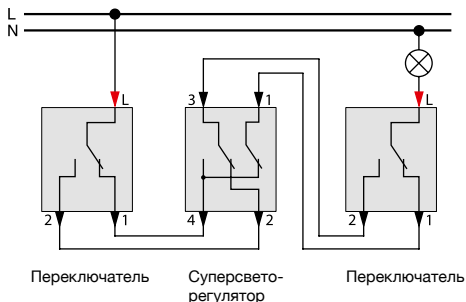 L
N
L
3
1
L
2
1
4
2
2
1
Переключатель
Суперсвето-
регулятор
Переключатель